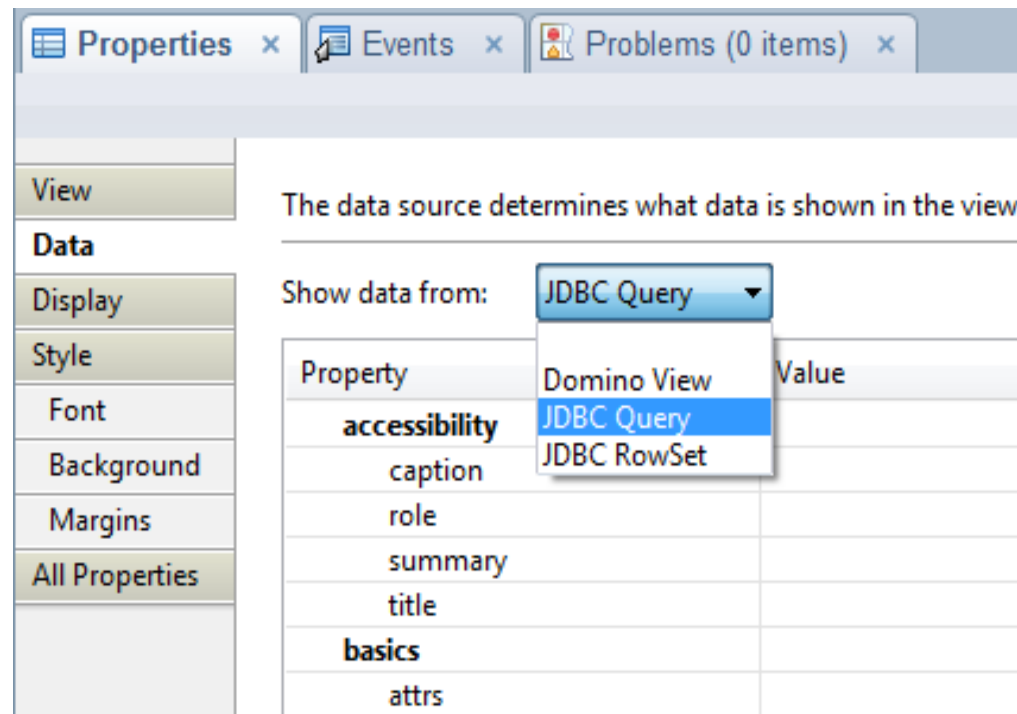 Properties Events Problems (0 items)
View
Data
Display
Style
Font
Background
Margins
All Properties
The data source determines what data is shown in the view
Show data from: JDBC Query
Domino View
JDBC Query
JDBC RowSet
Property Value
accessibility
caption
role
summary
title
basics
attrs